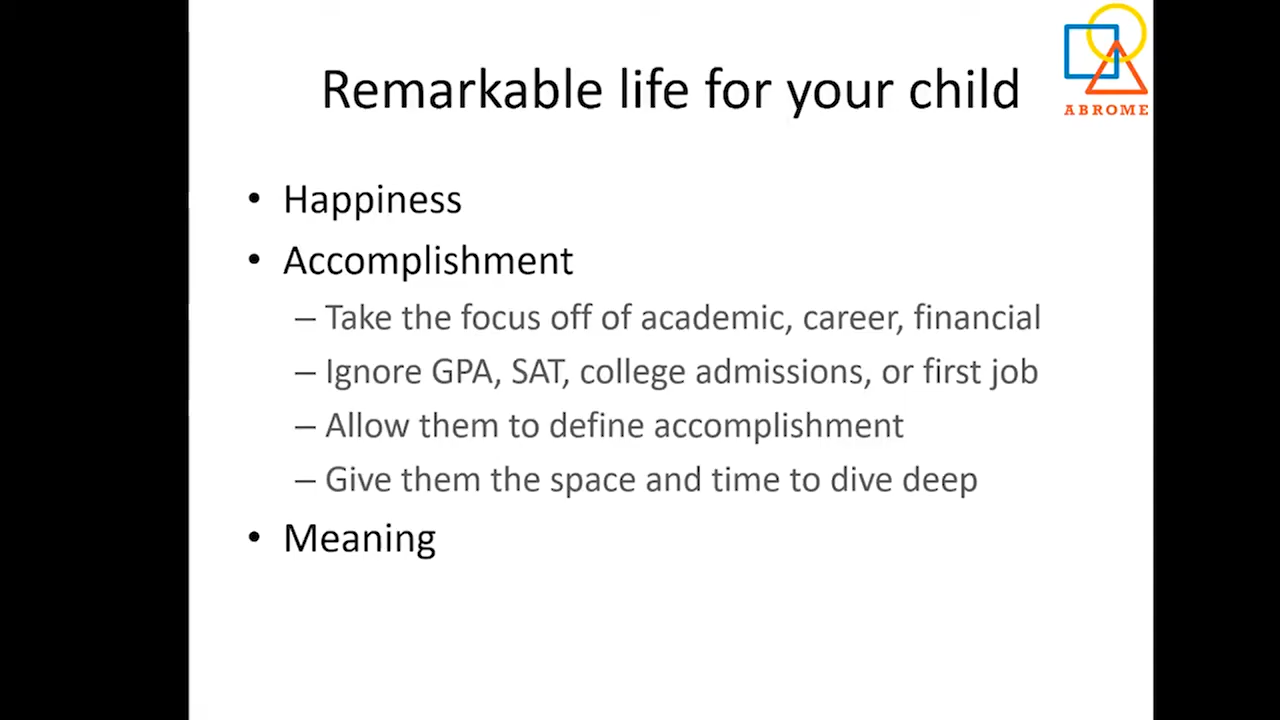 Remarkable life for your child
ABROME
• Happiness
• Accomplishment
– Take the focus off of academic, career, financial
– Ignore GPA, SAT, college admissions, or first job
– Allow them to define accomplishment
– Give them the space and time to dive deep
• Meaning